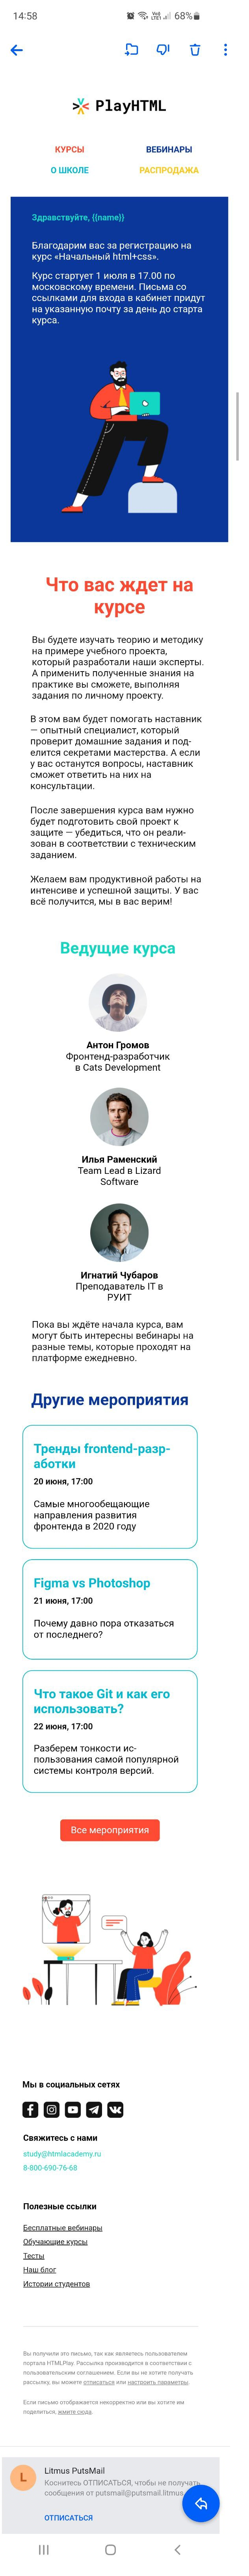 14:58
68%
PlayHTML
КУРСЫ
ВЕБИНАРЫ
О ШКОЛЕ
РАСПРОДАЖА
Здравствуйте, {{name}}
Благодарим вас за регистрацию на
курс «Начальный html+css».
Курс стартует 1 июля в 17.00 по
московскому времени. Письма со
ссылками для входа в кабинет придут
на указанную почту за день до старта
курса.
Что вас ждет на
курсе
Вы будете изучать теорию и методику
на примере учебного проекта,
который разработали наши эксперты.
А применить полученные знания на
практике вы сможете, выполняя
задания по личному проекту.
В этом вам будет помогать наставник
— опытный специалист, который
проверит домашние задания и под-
елится секретами мастерства. А если
у вас останутся вопросы, наставник
сможет ответить на них на
консультации.
После завершения курса вам нужно
будет подготовить свой проект к
защите — убедиться, что он реали-
зован в соответствии с техническим
заданием.
Желаем вам продуктивной работы на
интенсиве и успешной защиты. У вас
всё получится, мы в вас верим!
Ведущие курса
Антон Громов
Фронтенд-разработчик
в Cats Development
Илья Раменский
Team Lead в Lizard
Software
Игнатий Чубаров
Преподаватель IT в
РУИТ
Пока вы ждёте начала курса, вам
могут быть интересны вебинары на
разные темы, которые проходят на
платформе ежедневно.
Другие мероприятия
Тренды frontend-разр-
аботки
20 июня, 17:00
Самые многообещающие
направления развития
фронтенда в 2020 году
Figma vs Photoshop
21 июня, 17:00
Почему давно пора отказаться
от последнего?
Что такое Git и как его
использовать?
22 июня, 17:00
Разберем тонкости ис-
пользования самой популярной
системы контроля версий.
Все мероприятия
Мы в социальных сетях
Свяжитесь с нами
study@htmlacademy.ru
8-800-690-76-68
Полезные ссылки
Бесплатные вебинары
Обучающие курсы
Тесты
Наш блог
Истории студентов
Вы получили это письмо, так как являетесь пользователем
портала HTMLPlay. Рассылка производится в соответствии с
пользовательским соглашением. Если вы не хотите получать
рассылку, вы можете отписаться или настроить параметры.
Если письмо отображается некорректно или вы хотите им
поделиться, жмите сюда.
L
Litmus PutsMail
Коснитесь ОТПИСАТЬСЯ, чтобы не получать
сообщения от putsmail@putsmail.litmus
ОТПИСАТЬСЯ